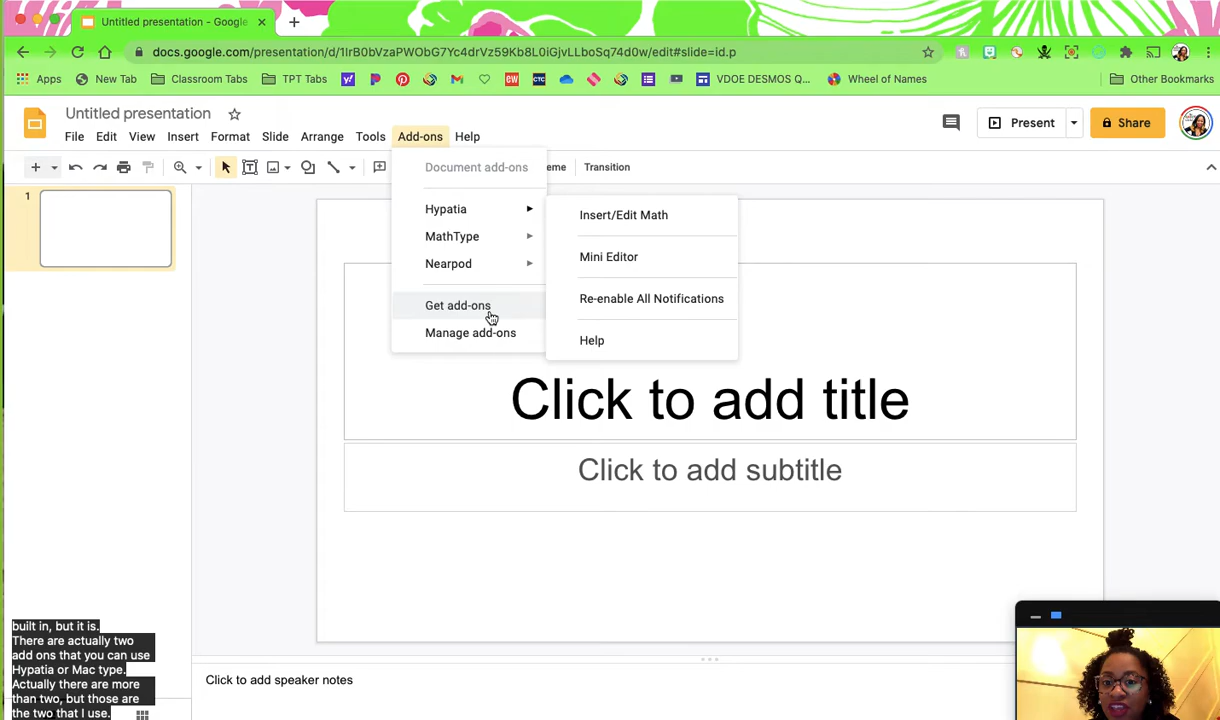 Untitled presentation - Google
docs.google.com/presentation/d/1lrB0bVzaPWObG7Yc4drVz59Kb8L0iGjvLLboSq74d0w/edit#slide=id.p
Apps New Tab Classroom Tabs TPT Tabs CW CTC VDOE DESMOS Q... Wheel of Names Other Bookmarks
Untitled presentation
File Edit View Insert Format Slide Arrange Tools Add-ons Help
Present Share
Document add-ons eme Transition
1
Hypatia
MathType
Nearpod
Get add-ons
Manage add-ons
Insert/Edit Math
Mini Editor
Re-enable All Notifications
Help
Click to add title
Click to add subtitle
Click to add speaker notes
built in, but it is.
There are actually two
add ons that you can use
Hypatia or Mac type.
Actually there are more
than two, but those are
the two that I use.